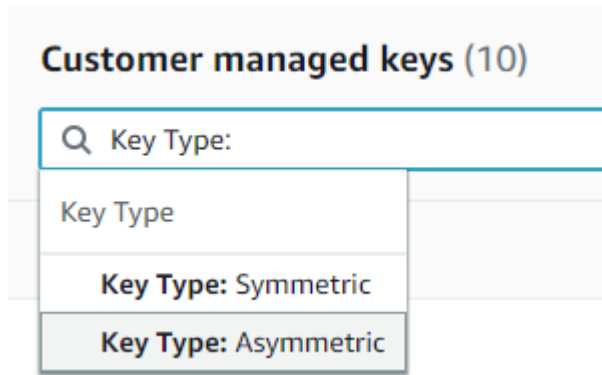 Customer managed keys (10)
Key Type:
Key Type
Key Type: Symmetric
Key Type: Asymmetric